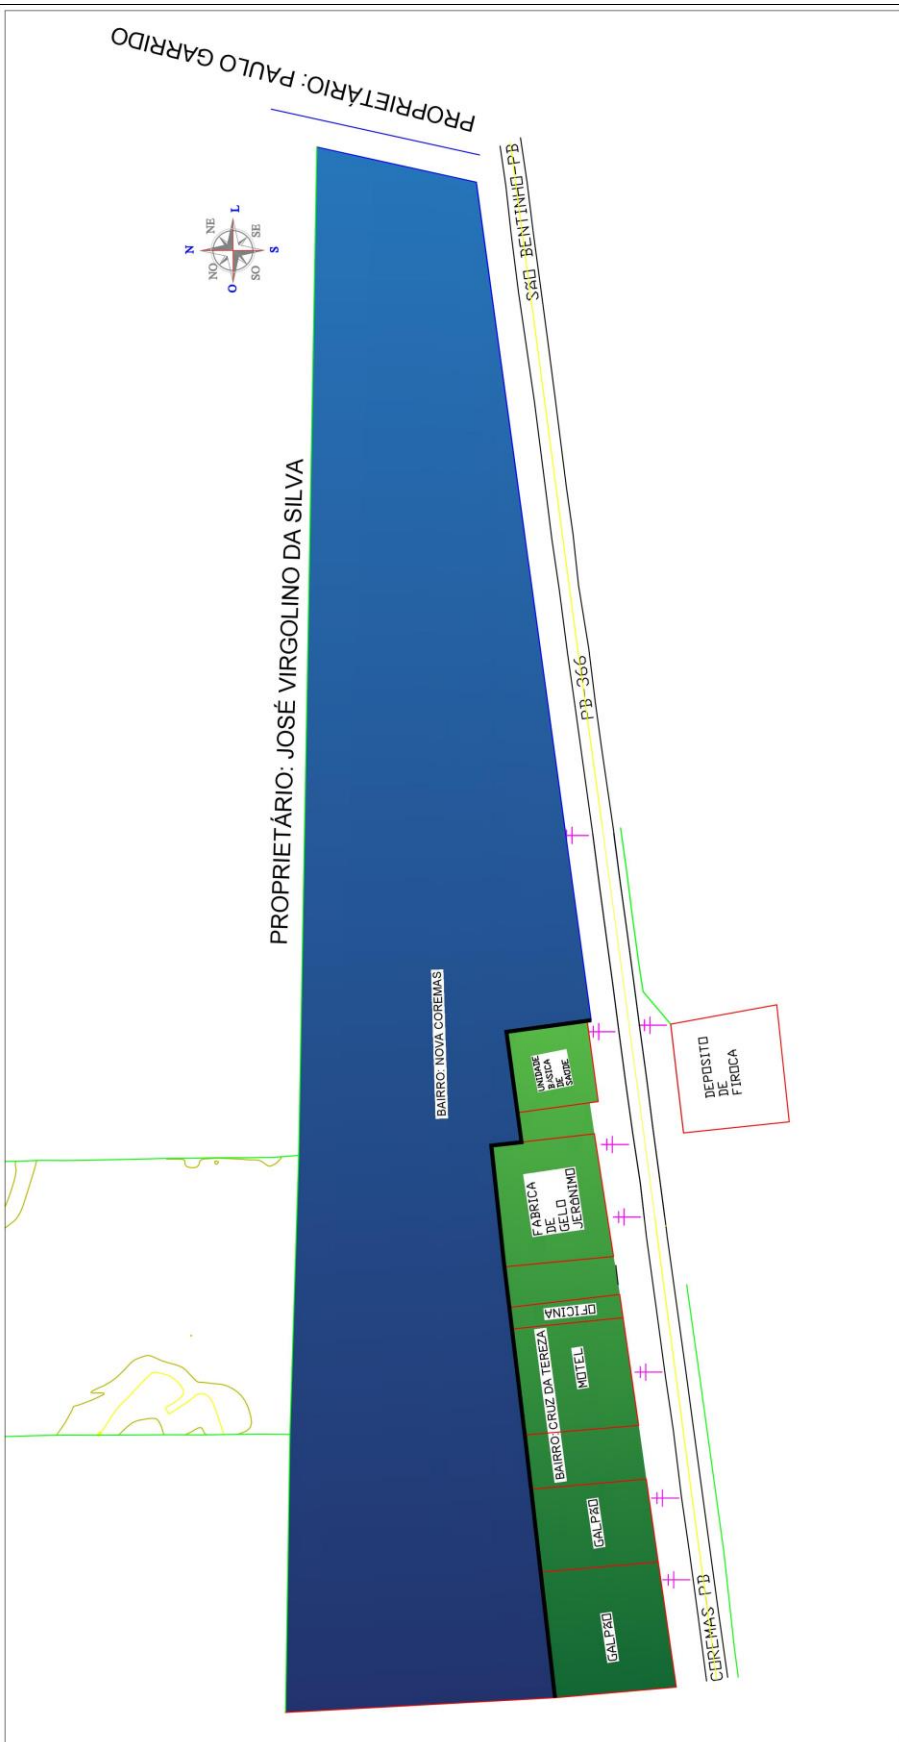 PROPRIETÁRIO: PAULO GARRIDO
N
NE
L
SE
S
SO
O
NO
SÃO BENTINHO-PB
PROPRIETÁRIO: JOSÉ VIRGOLINO DA SILVA
PB-366
BAIRRO: NOVA COREMAS
UNIDADE
BÁSICA
DE
SAÚDE
DEPOSITO
DE
FIROCA
FABRICA
DE
GELO
JERÔNIMO
OFICINA
MOTEL
BAIRRO: CRUZ DA TEREZA
GALPÃO
GALPÃO
COREMAS PB